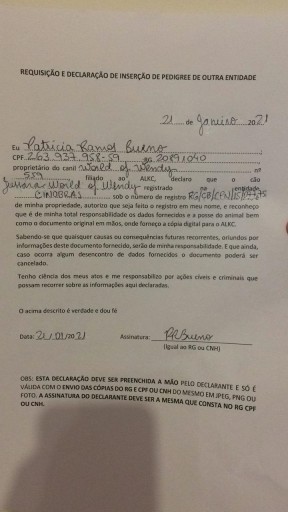 REQUISIÇÃO E DECLARAÇÃO DE INSERÇÃO DE PEDIGREE DE OUTRA ENTIDADE
21 de Janeiro 2021
Eu Patricia Ramos Bueno
CPF 263.937.958-59 RG 20891040
proprietário do canil World of Wendy nº
559 filiado ao ALKC, declara que o cão
World of Wendy registrado na entidade
CINOBRAS sob o número de registro
de minha propriedade, autorizo que seja feito o registro em meu nome, e reconheço
que é de minha total responsabilidade os dados fornecidos e a posse do animal bem
como o documento original em mãos, onde forneço a cópia digital para o ALKC.
Sabendo se que quaisquer causas ou consequências futuras recorrentes, oriundas por
informações deste documento fornecido, serão de minha responsabilidade. E que ainda,
caso ocorra algum desencontro de dados fornecidos o documento poderá ser
cancelado.
Tenho ciência dos meus atos e me responsabilizo por ações cíveis e criminais que
possam recorrer sobre as informações aqui declaradas.
O acima descrito é verdade e dou fé
Data: 21/01/2021 Assinatura: PRBueno
(Igual ao RG ou CNH)
OBS: ESTA DECLARAÇÃO DEVE SER PREENCHIDA A MÃO PELO DECLARANTE E SÓ É
VÁLIDA COM O ENVIO DAS CÓPIAS DO RG E CPF OU CNH DO MESMO EM JPEG, PNG OU
FOTO. A ASSINATURA DO DECLARANTE DEVE SER A MESMA QUE CONSTA NO RG CPF
OU CNH.